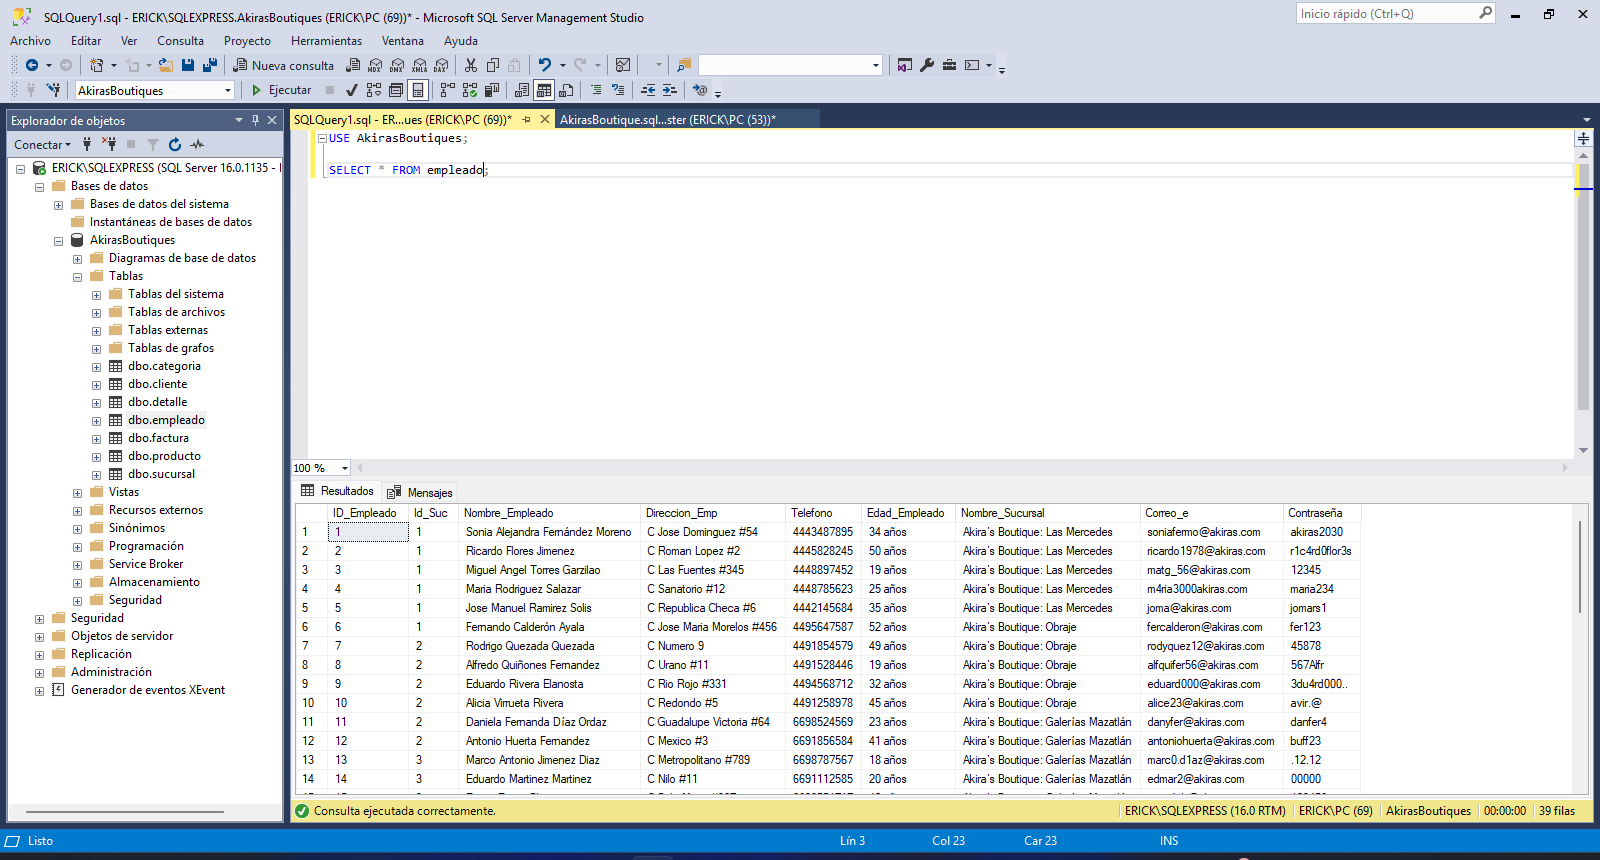 SQLQuery1.sql - ERICK\SQLEXPRESS.AkirasBoutiques (ERICK\PC (69))* - Microsoft SQL Server Management Studio
Inicio rápido (Ctrl+Q)
Archivo Editar Ver Consulta Proyecto Herramientas Ventana Ayuda
Nueva consulta MDX DMX XMLA DAX
AkirasBoutiques Ejecutar
Explorador de objetos
Conectar
ERICK\SQLEXPRESS (SQL Server 16.0.1135 - I
Bases de datos
Bases de datos del sistema
Instantáneas de bases de datos
AkirasBoutiques
Diagramas de base de datos
Tablas
Tablas del sistema
Tablas de archivos
Tablas externas
Tablas de grafos
dbo.categoria
dbo.cliente
dbo.detalle
dbo.empleado
dbo.factura
dbo.producto
dbo.sucursal
Vistas
Recursos externos
Sinónimos
Programación
Service Broker
Almacenamiento
Seguridad
Seguridad
Objetos de servidor
Replicación
Administración
Generador de eventos XEvent
SQLQuery1.sql - ER...ues (ERICK\PC (69))* AkirasBoutique.sql...ster (ERICK\PC (53))*
USE AkirasBoutiques;
SELECT * FROM empleado;
100 %
Resultados Mensajes
ID_Empleado Id_Suc Nombre_Empleado Direccion_Emp Telefono Edad_Empleado Nombre_Sucursal Correo_e Contraseña
1 1 1 Sonia Alejandra Fernández Moreno C Jose Dominguez #54 4443487895 34 años Akira's Boutique: Las Mercedes soniafermo@akiras.com akiras2030
2 2 1 Ricardo Flores Jimenez C Roman Lopez #2 4445828245 50 años Akira's Boutique: Las Mercedes ricardo1978@akiras.com r1c4rd0flor3s
3 3 1 Miguel Angel Torres Garzilao C Las Fuentes #345 4448897452 19 años Akira's Boutique: Las Mercedes matg_56@akiras.com 12345
4 4 1 Maria Rodriguez Salazar C Sanatorio #12 4448785623 25 años Akira's Boutique: Las Mercedes m4ria3000akiras.com maria234
5 5 1 Jose Manuel Ramirez Solis C Republica Checa #6 4442145684 35 años Akira's Boutique: Las Mercedes joma@akiras.com jomars1
6 6 1 Fernando Calderón Ayala C Jose Maria Morelos #456 4495647587 52 años Akira's Boutique: Obraje fercalderon@akiras.com fer123
7 7 2 Rodrigo Quezada Quezada C Numero 9 4491854579 49 años Akira's Boutique: Obraje rodyquez12@akiras.com 45878
8 8 2 Alfredo Quiñones Fernandez C Urano #11 4491528446 19 años Akira's Boutique: Obraje alfquifer56@akiras.com 567Alfr
9 9 2 Eduardo Rivera Elanosta C Rio Rojo #331 4494568712 32 años Akira's Boutique: Obraje eduard000@akiras.com 3du4rd000..
10 10 2 Alicia Virrueta Rivera C Redondo #5 4491258978 45 años Akira's Boutique: Obraje alice23@akiras.com avir.@
11 11 2 Daniela Fernanda Díaz Ordaz C Guadalupe Victoria #64 6698524569 23 años Akira's Boutique: Galerías Mazatlán danyfer@akiras.com danfer4
12 12 2 Antonio Huerta Fernandez C Mexico #3 6691856584 41 años Akira's Boutique: Galerías Mazatlán antoniohuerta@akiras.com buff23
13 13 3 Marco Antonio Jimenez Diaz C Metropolitano #789 6698787567 18 años Akira's Boutique: Galerías Mazatlán marc0.d1az@akiras.com .12.12
14 14 3 Eduardo Martinez Martinez C Nilo #11 6691112585 20 años Akira's Boutique: Galerías Mazatlán edmar2@akiras.com 00000
Consulta ejecutada correctamente. ERICK\SQLEXPRESS (16.0 RTM) ERICK\PC (69) AkirasBoutiques 00:00:00 39 filas
Listo Lín 3 Col 23 Car 23 INS